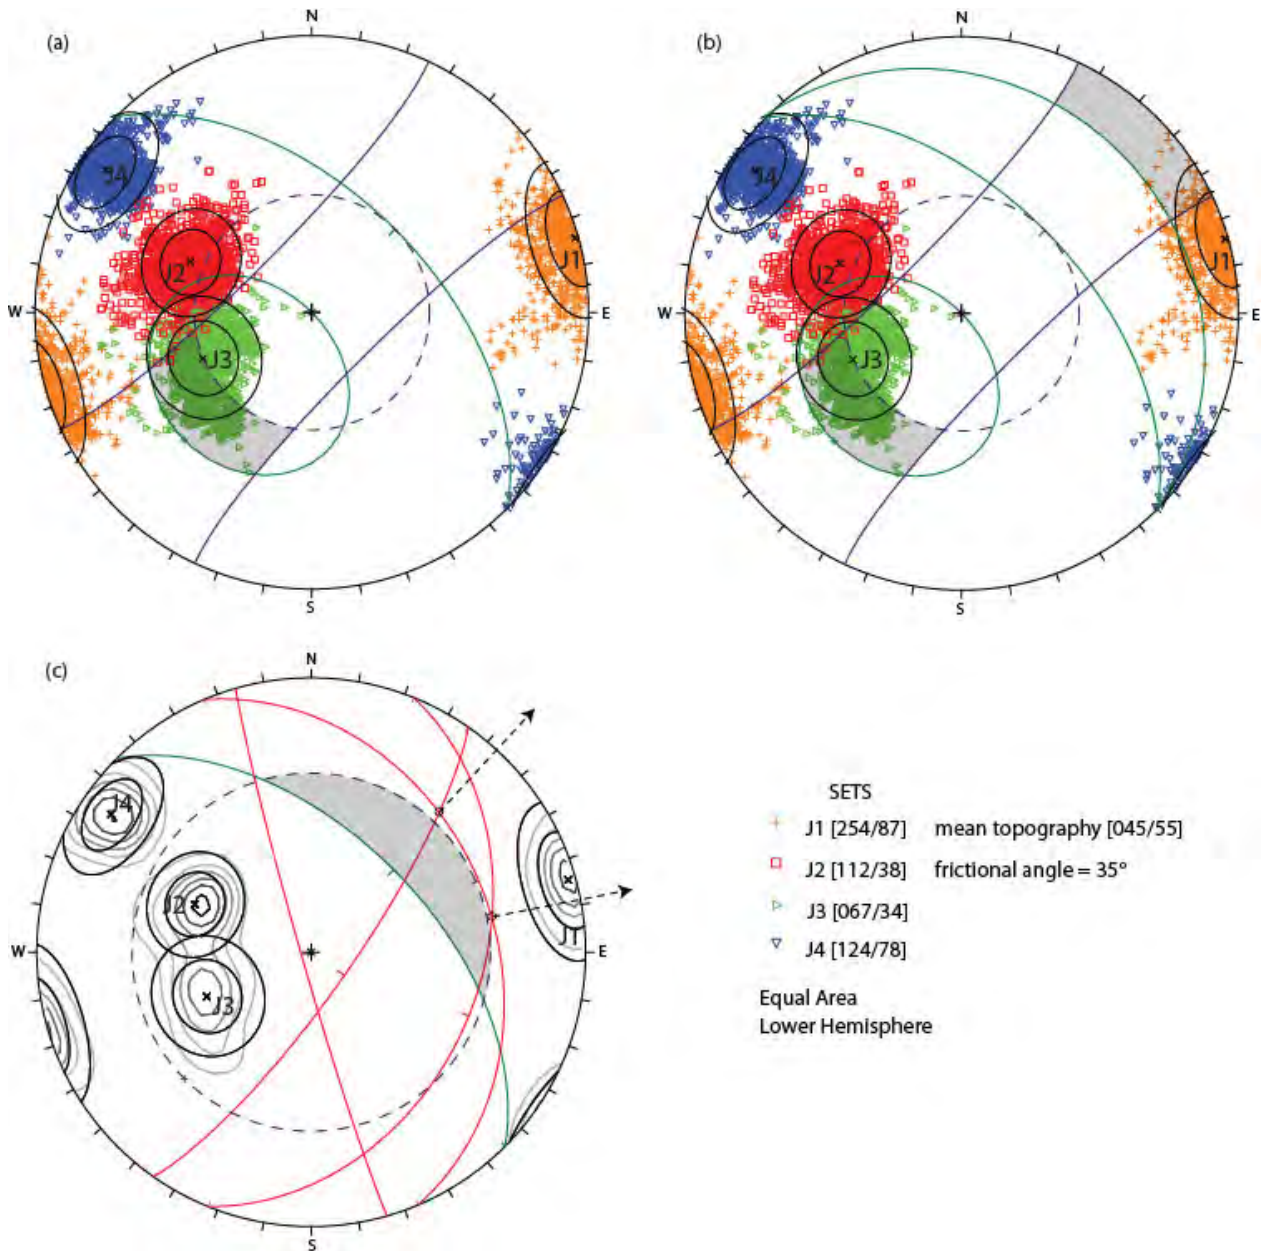 (a)
N
J4
J2
J3
J1
W
E
S
(b)
N
J4
J2
J3
J1
W
E
S
(c)
N
J4
J2
J3
J1
W
E
S
SETS
J1 [254/87] mean topography [045/55]
J2 [112/38] frictional angle = 35°
J3 [067/34]
J4 [124/78]
Equal Area
Lower Hemisphere